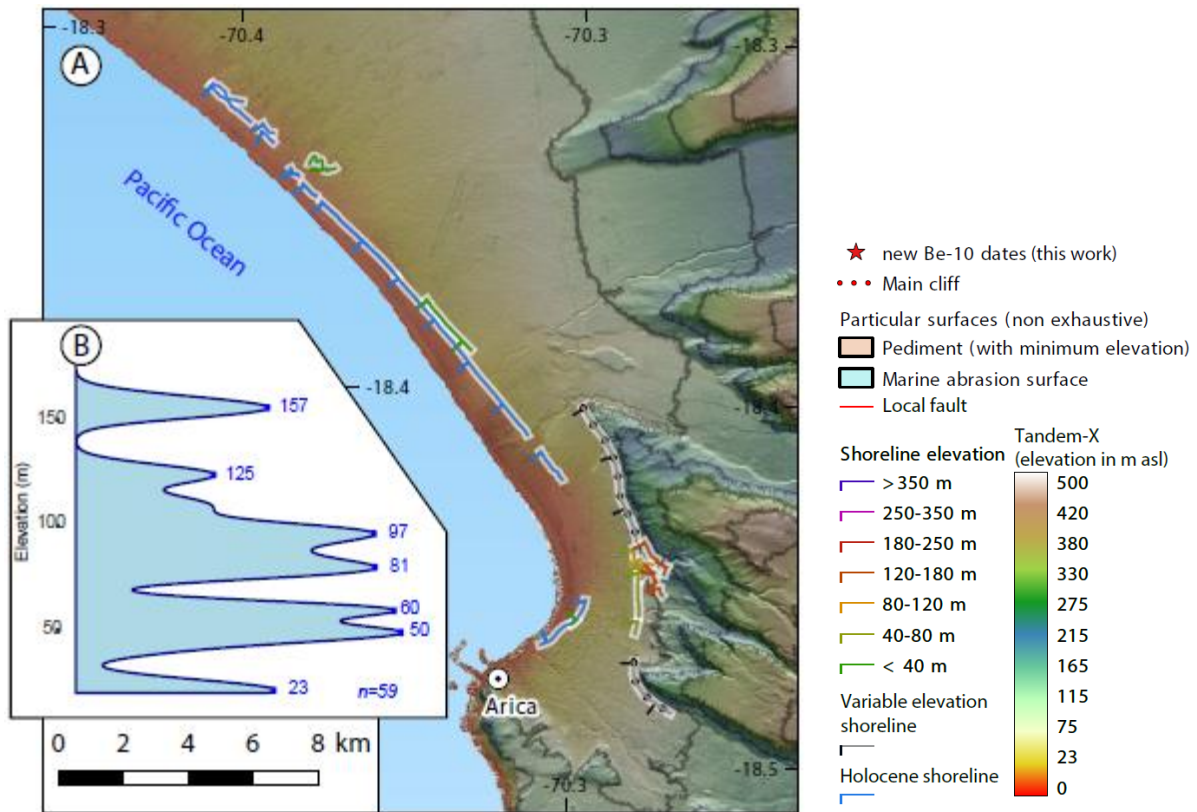 -18.3
-70.4
-70.3
-18.3
A
Pacific Ocean
B
-18.4
-18.4
150
100
50
Elevation (m)
157
125
97
81
60
50
23
n=59
Arica
0 2 4 6 8 km
-70.3
-18.5
new Be-10 dates (this work)
Main cliff
Particular surfaces (non exhaustive)
Pediment (with minimum elevation)
Marine abrasion surface
Local fault
Shoreline elevation
> 350 m
250-350 m
180-250 m
120-180 m
80-120 m
40-80 m
< 40 m
Variable elevation
shoreline
Holocene shoreline
Tandem-X
(elevation in m asl)
500
420
380
330
275
215
165
115
75
23
0